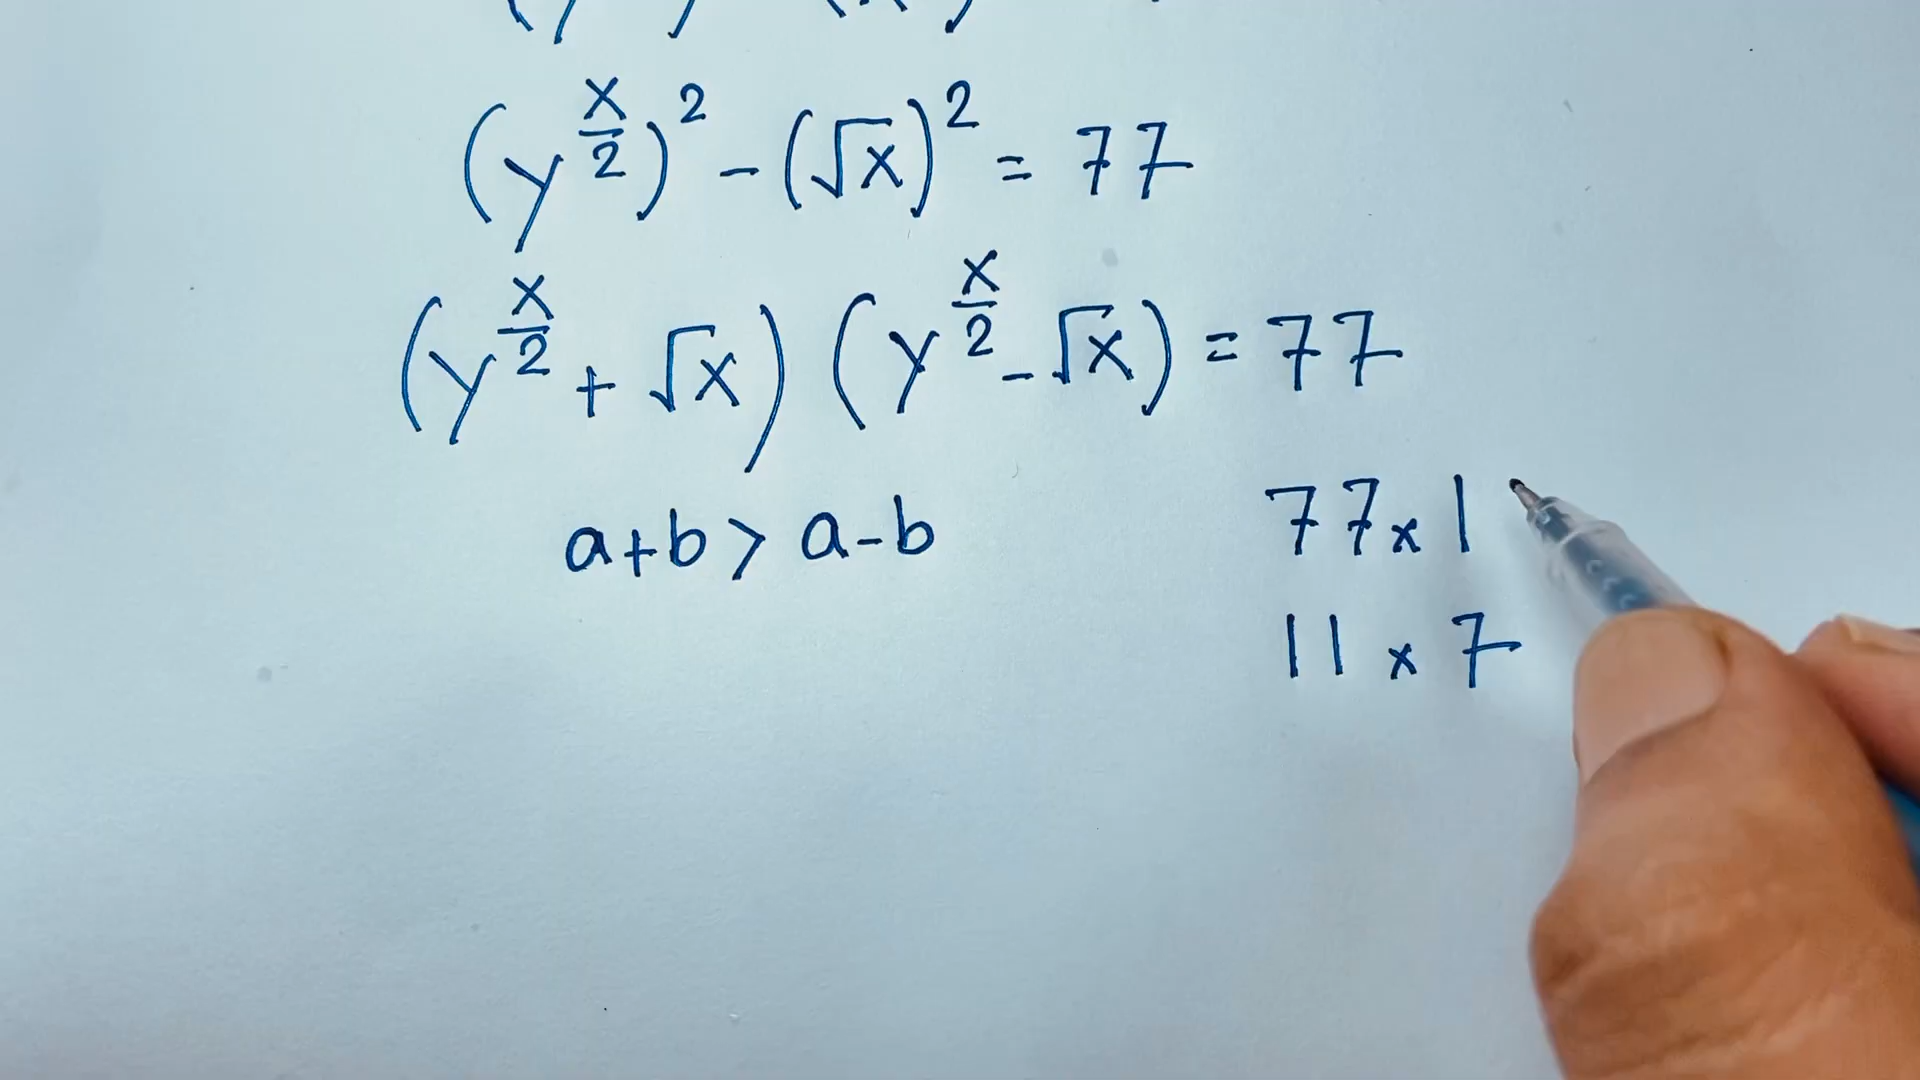 (y^(x/2))^2 - (√x)^2 = 77
(y^(x/2) + √x) (y^(x/2) - √x) = 77
a+b > a-b
77 x 1
11 x 7